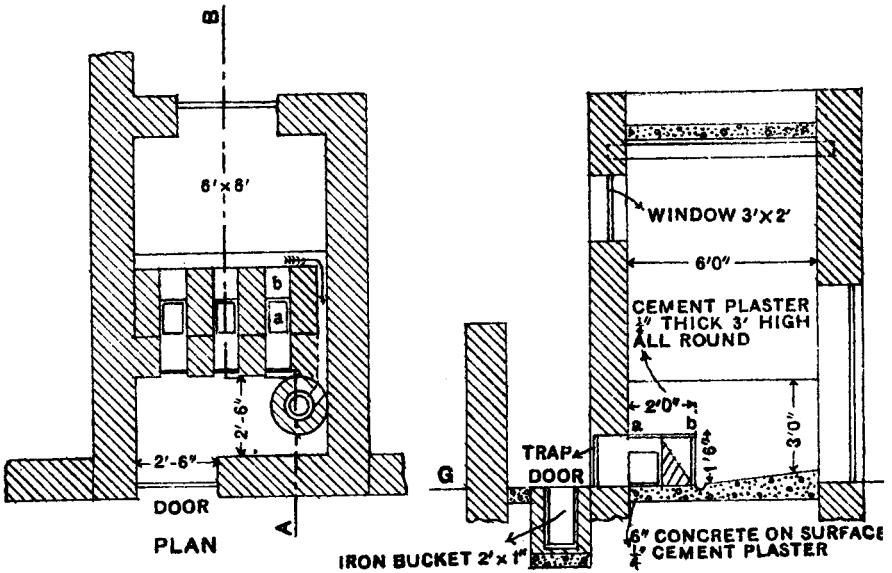 B
6'×6'
b
a
2'-6"
2'-6"
DOOR
A
PLAN
WINDOW 3'×2'
6'0"
CEMENT PLASTER
½" THICK 3' HIGH
ALL ROUND
2'0"
a
b
TRAP
DOOR
1'6"
3'0"
G
IRON BUCKET 2'×1"
6" CONCRETE ON SURFACE
CEMENT PLASTER